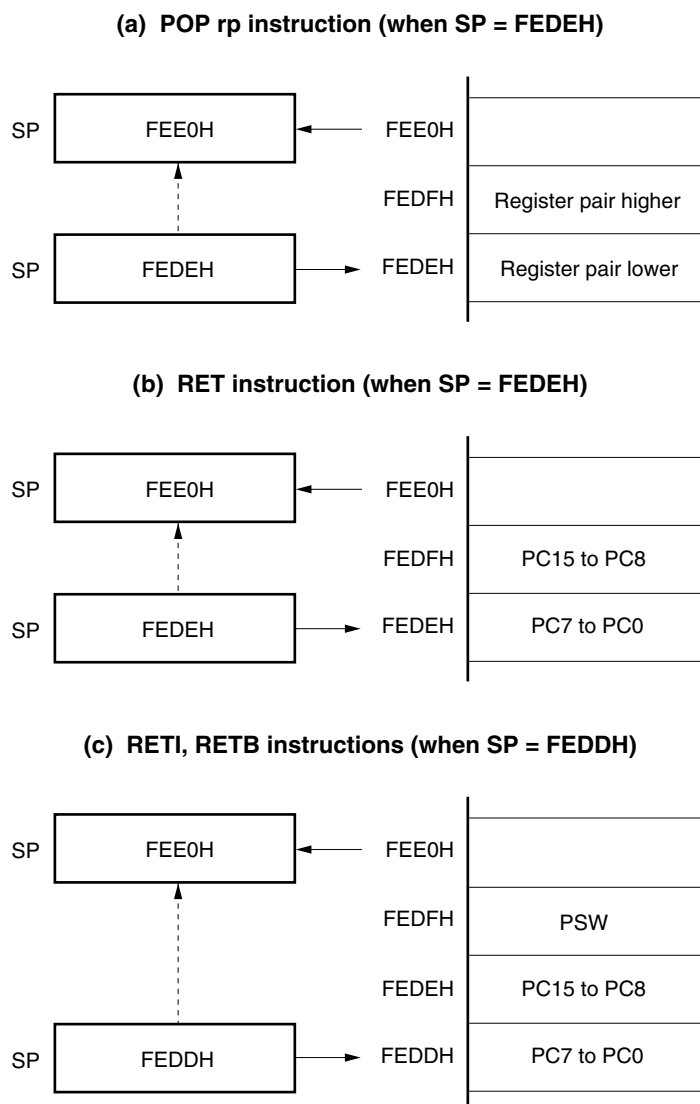 (a) POP rp instruction (when SP = FEDEH)
SP FEE0H FEE0H
FEDFH Register pair higher
SP FEDEH FEDEH Register pair lower
(b) RET instruction (when SP = FEDEH)
SP FEE0H FEE0H
FEDFH PC15 to PC8
SP FEDEH FEDEH PC7 to PC0
(c) RETI, RETB instructions (when SP = FEDDH)
SP FEE0H FEE0H
FEDFH PSW
FEDEH PC15 to PC8
SP FEDDH FEDDH PC7 to PC0